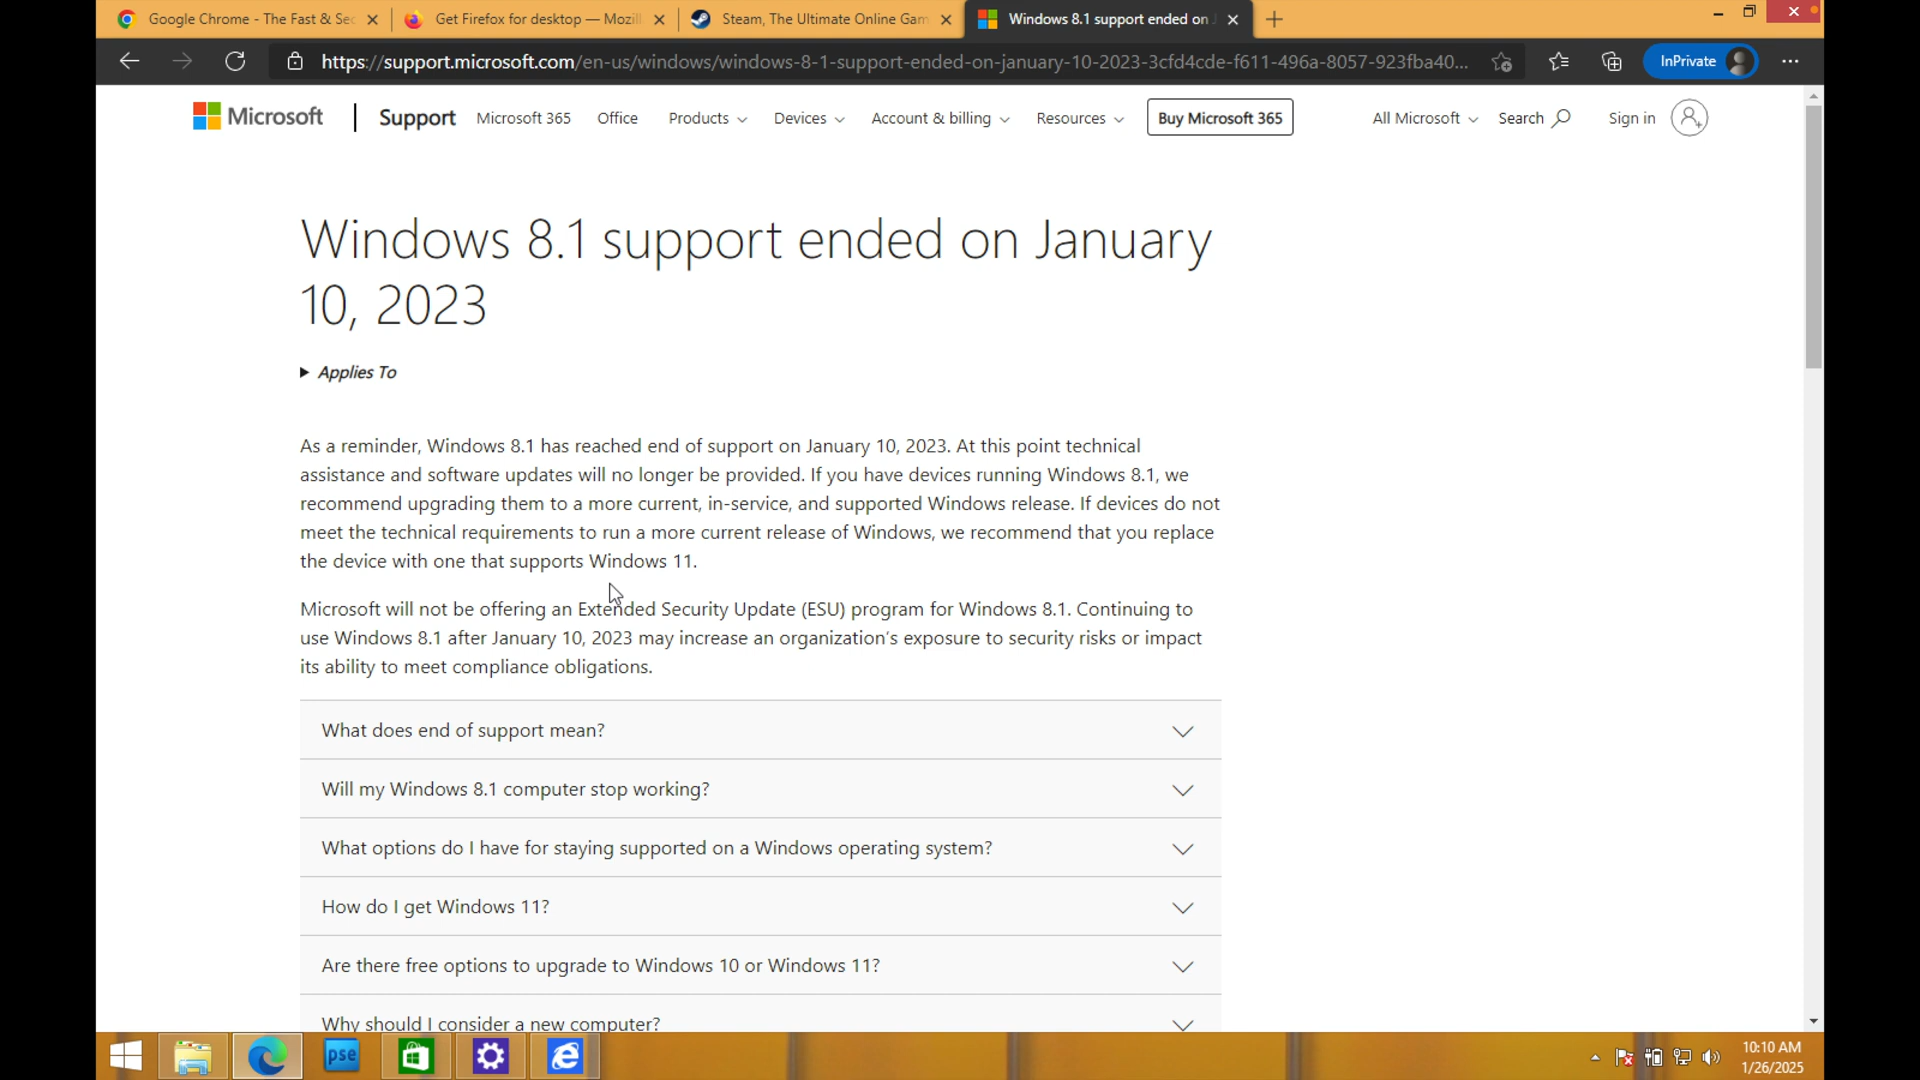 Google Chrome - The Fast & Sec
Get Firefox for desktop — Mozill
Steam, The Ultimate Online Gam
Windows 8.1 support ended on J
https://support.microsoft.com/en-us/windows/windows-8-1-support-ended-on-january-10-2023-3cfd4cde-f611-496a-8057-923fba40...
InPrivate
Microsoft
Support
Microsoft 365
Office
Products
Devices
Account & billing
Resources
Buy Microsoft 365
All Microsoft
Search
Sign in
Windows 8.1 support ended on January
10, 2023
Applies To
As a reminder, Windows 8.1 has reached end of support on January 10, 2023. At this point technical
assistance and software updates will no longer be provided. If you have devices running Windows 8.1, we
recommend upgrading them to a more current, in-service, and supported Windows release. If devices do not
meet the technical requirements to run a more current release of Windows, we recommend that you replace
the device with one that supports Windows 11.
Microsoft will not be offering an Extended Security Update (ESU) program for Windows 8.1. Continuing to
use Windows 8.1 after January 10, 2023 may increase an organization's exposure to security risks or impact
its ability to meet compliance obligations.
What does end of support mean?
Will my Windows 8.1 computer stop working?
What options do I have for staying supported on a Windows operating system?
How do I get Windows 11?
Are there free options to upgrade to Windows 10 or Windows 11?
Why should I consider a new computer?
pse
10:10 AM
1/26/2025